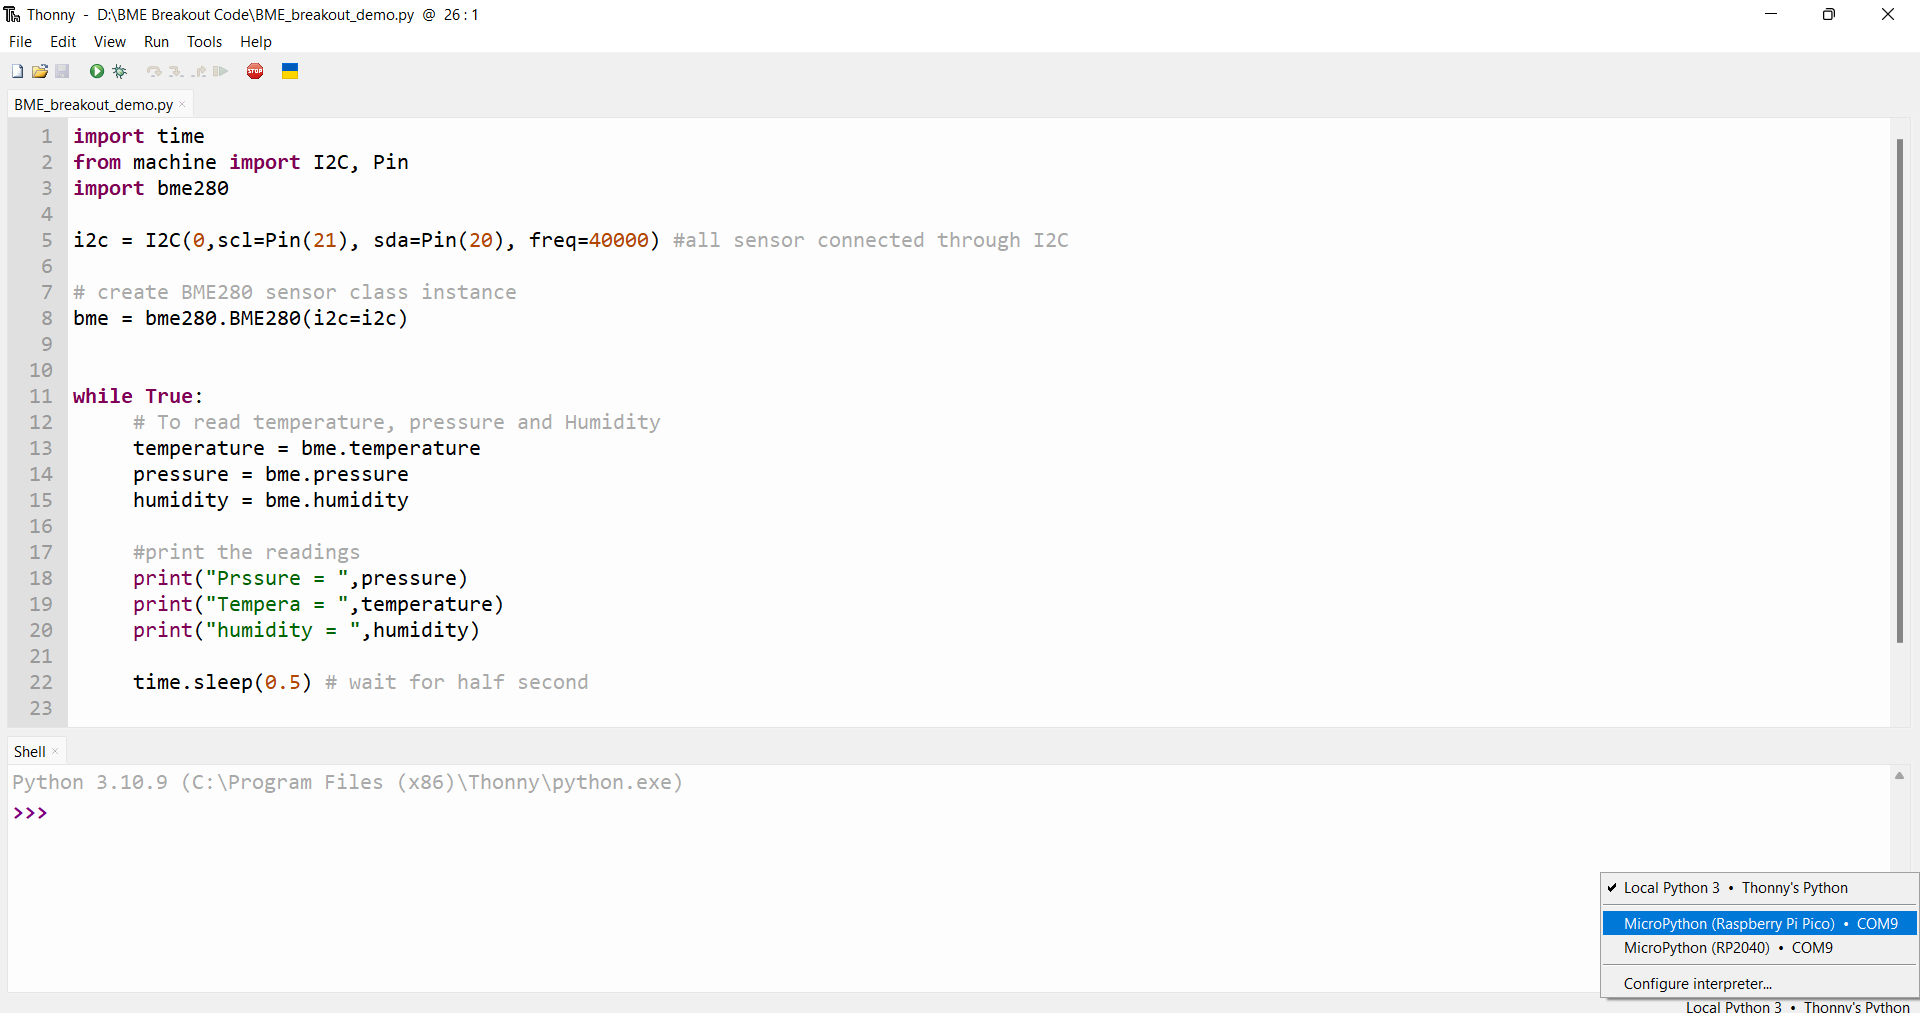 Thonny - D:\BME Breakout Code\BME_breakout_demo.py @ 26 : 1
File Edit View Run Tools Help
STOP
BME_breakout_demo.py ×
1 import time
2 from machine import I2C, Pin
3 import bme280
4
5 i2c = I2C(0,scl=Pin(21), sda=Pin(20), freq=40000) #all sensor connected through I2C
6
7 # create BME280 sensor class instance
8 bme = bme280.BME280(i2c=i2c)
9
10
11 while True:
12 # To read temperature, pressure and Humidity
13 temperature = bme.temperature
14 pressure = bme.pressure
15 humidity = bme.humidity
16
17 #print the readings
18 print("Prssure = ",pressure)
19 print("Tempera = ",temperature)
20 print("humidity = ",humidity)
21
22 time.sleep(0.5) # wait for half second
23
Shell ×
Python 3.10.9 (C:\Program Files (x86)\Thonny\python.exe)
>>>
✔ Local Python 3 • Thonny's Python
MicroPython (Raspberry Pi Pico) • COM9
MicroPython (RP2040) • COM9
Configure interpreter...
Local Python 3 • Thonny's Python